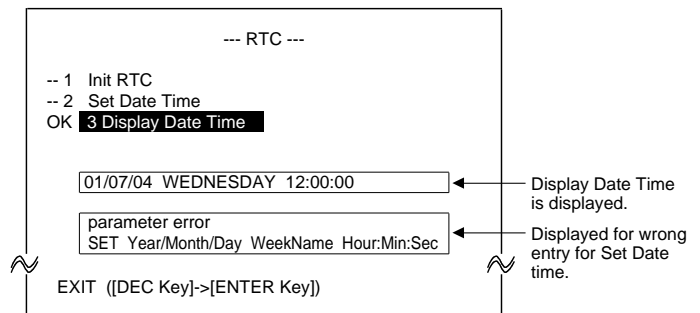 --- RTC ---
-- 1 Init RTC
-- 2 Set Date Time
OK 3 Display Date Time
01/07/04 WEDNESDAY 12:00:00
Display Date Time
is displayed.
parameter error
SET Year/Month/Day WeekName Hour:Min:Sec
Displayed for wrong
entry for Set Date
time.
EXIT ([DEC Key]->[ENTER Key])